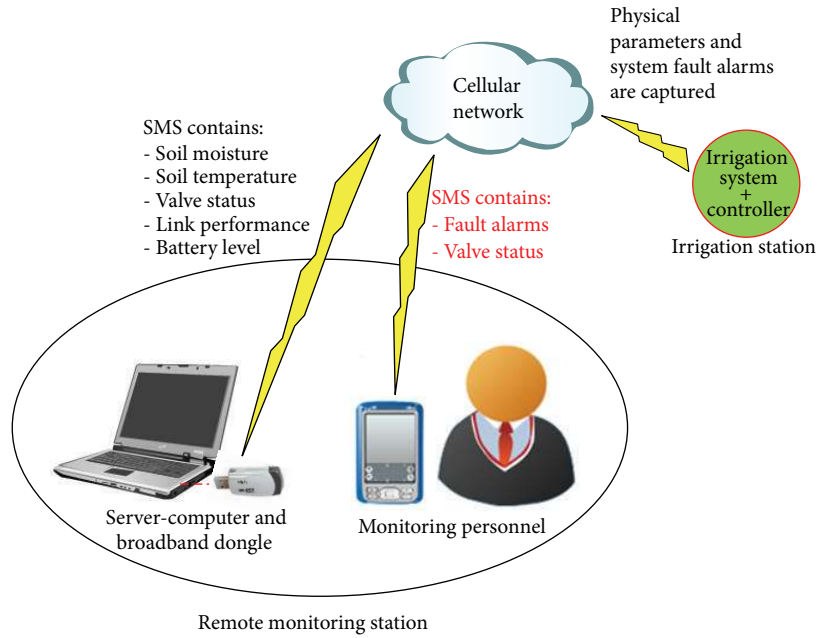 Physical
parameters and
system fault alarms
are captured
Cellular
network
SMS contains:
- Soil moisture
- Soil temperature
- Valve status
- Link performance
- Battery level
SMS contains:
- Fault alarms
- Valve status
Irrigation
system
+
controller
Irrigation station
Server-computer and
broadband dongle
Monitoring personnel
Remote monitoring station